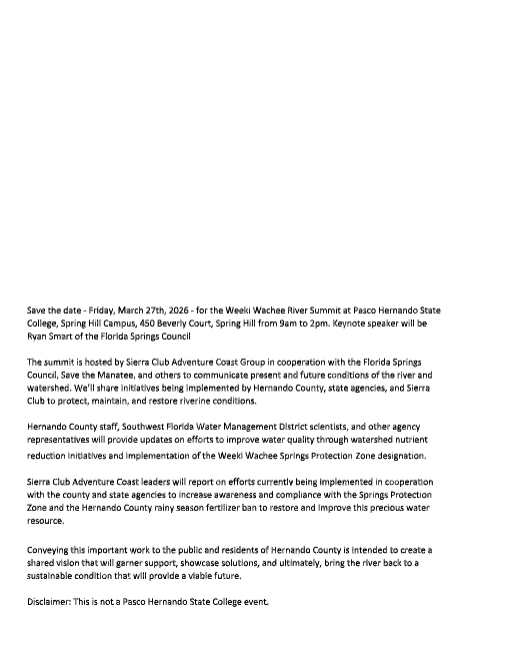 Save the date - Friday, March 27th, 2026 - for the Weeki Wachee River Summit at Pasco Hernando State
College, Spring Hill Campus, 450 Beverly Court, Spring Hill from 9am to 2pm. Keynote speaker will be
Ryan Smart of the Florida Springs Council
The summit is hosted by Sierra Club Adventure Coast Group in cooperation with the Florida Springs
Council, Save the Manatee, and others to communicate present and future conditions of the river and
watershed. We'll share initiatives being implemented by Hernando County, state agencies, and Sierra
Club to protect, maintain, and restore riverine conditions.
Hernando County staff, Southwest Florida Water Management District scientists, and other agency
representatives will provide updates on efforts to improve water quality through watershed nutrient
reduction initiatives and implementation of the Weeki Wachee Springs Protection Zone designation.
Sierra Club Adventure Coast leaders will report on efforts currently being implemented in cooperation
with the county and state agencies to increase awareness and compliance with the Springs Protection
Zone and the Hernando County rainy season fertilizer ban to restore and improve this precious water
resource.
Conveying this important work to the public and residents of Hernando County is intended to create a
shared vision that will garner support, showcase solutions, and ultimately, bring the river back to a
sustainable condition that will provide a viable future.
Disclaimer: This is not a Pasco Hernando State College event.